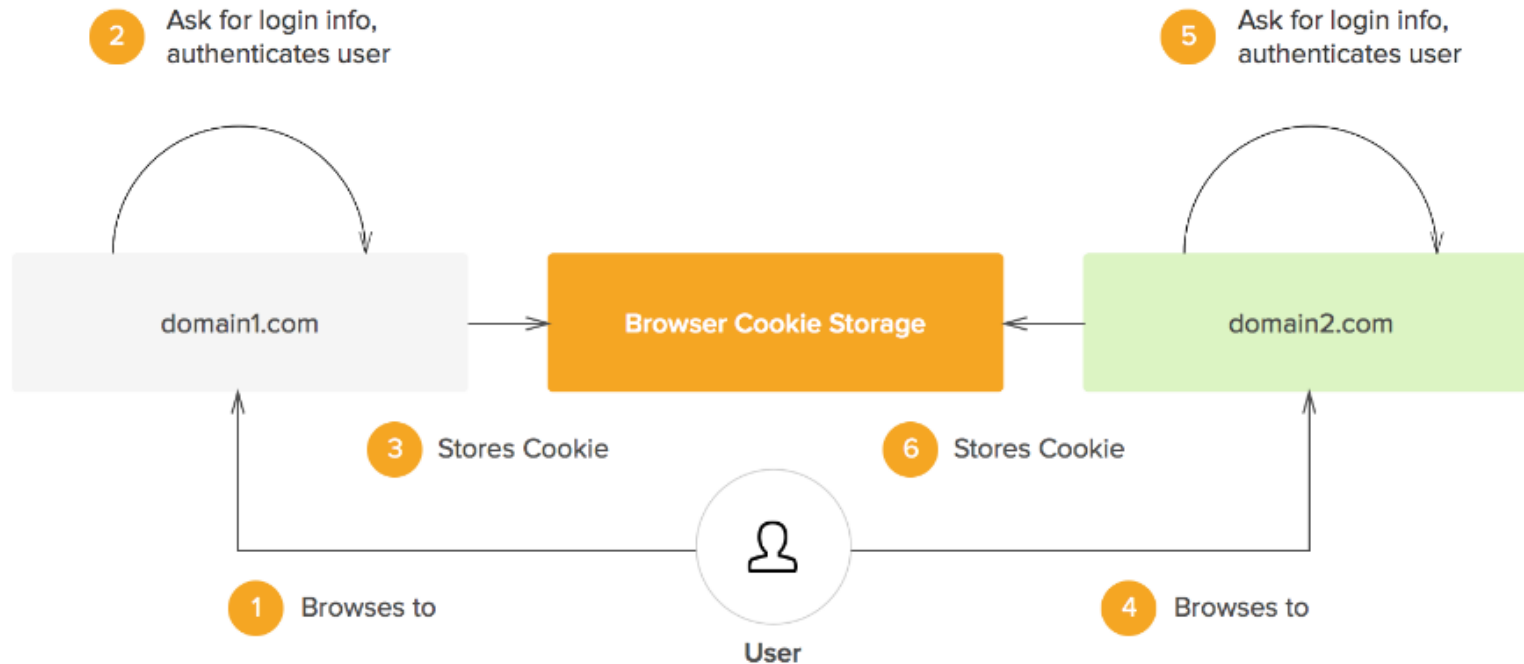 2
Ask for login info,
authenticates user
5
Ask for login info,
authenticates user
domain1.com
Browser Cookie Storage
domain2.com
3 Stores Cookie
6 Stores Cookie
1 Browses to
4 Browses to
User